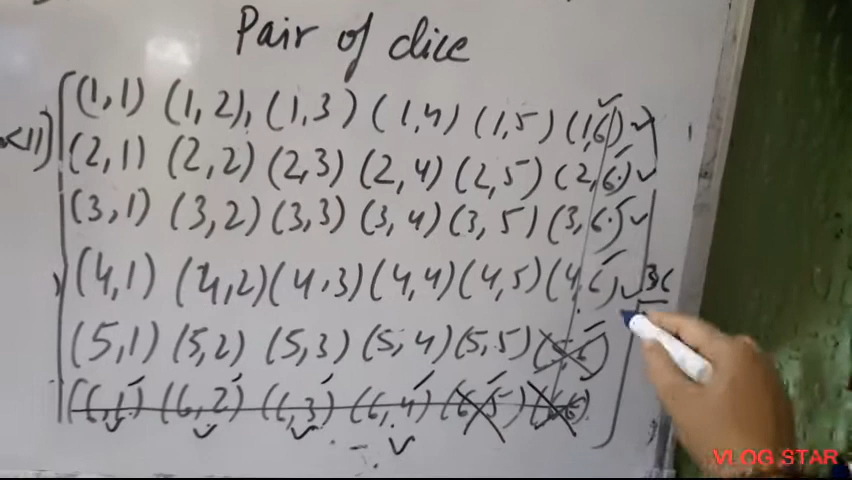 Pair of dice
(1,1) (1,2), (1,3) (1,4) (1,5) (1,6)
<11) (2,1) (2,2) (2,3) (2,4) (2,5) (2,6)
(3,1) (3,2) (3,3) (3,4) (3,5) (3,6)
(4,1) (4,2) (4,3) (4,4) (4,5) (4,6) 36
(5,1) (5,2) (5,3) (5,4) (5,5) (5,6)
(6,1) (6,2) (6,3) (6,4) (6,5) (6,6)
VLOG STAR